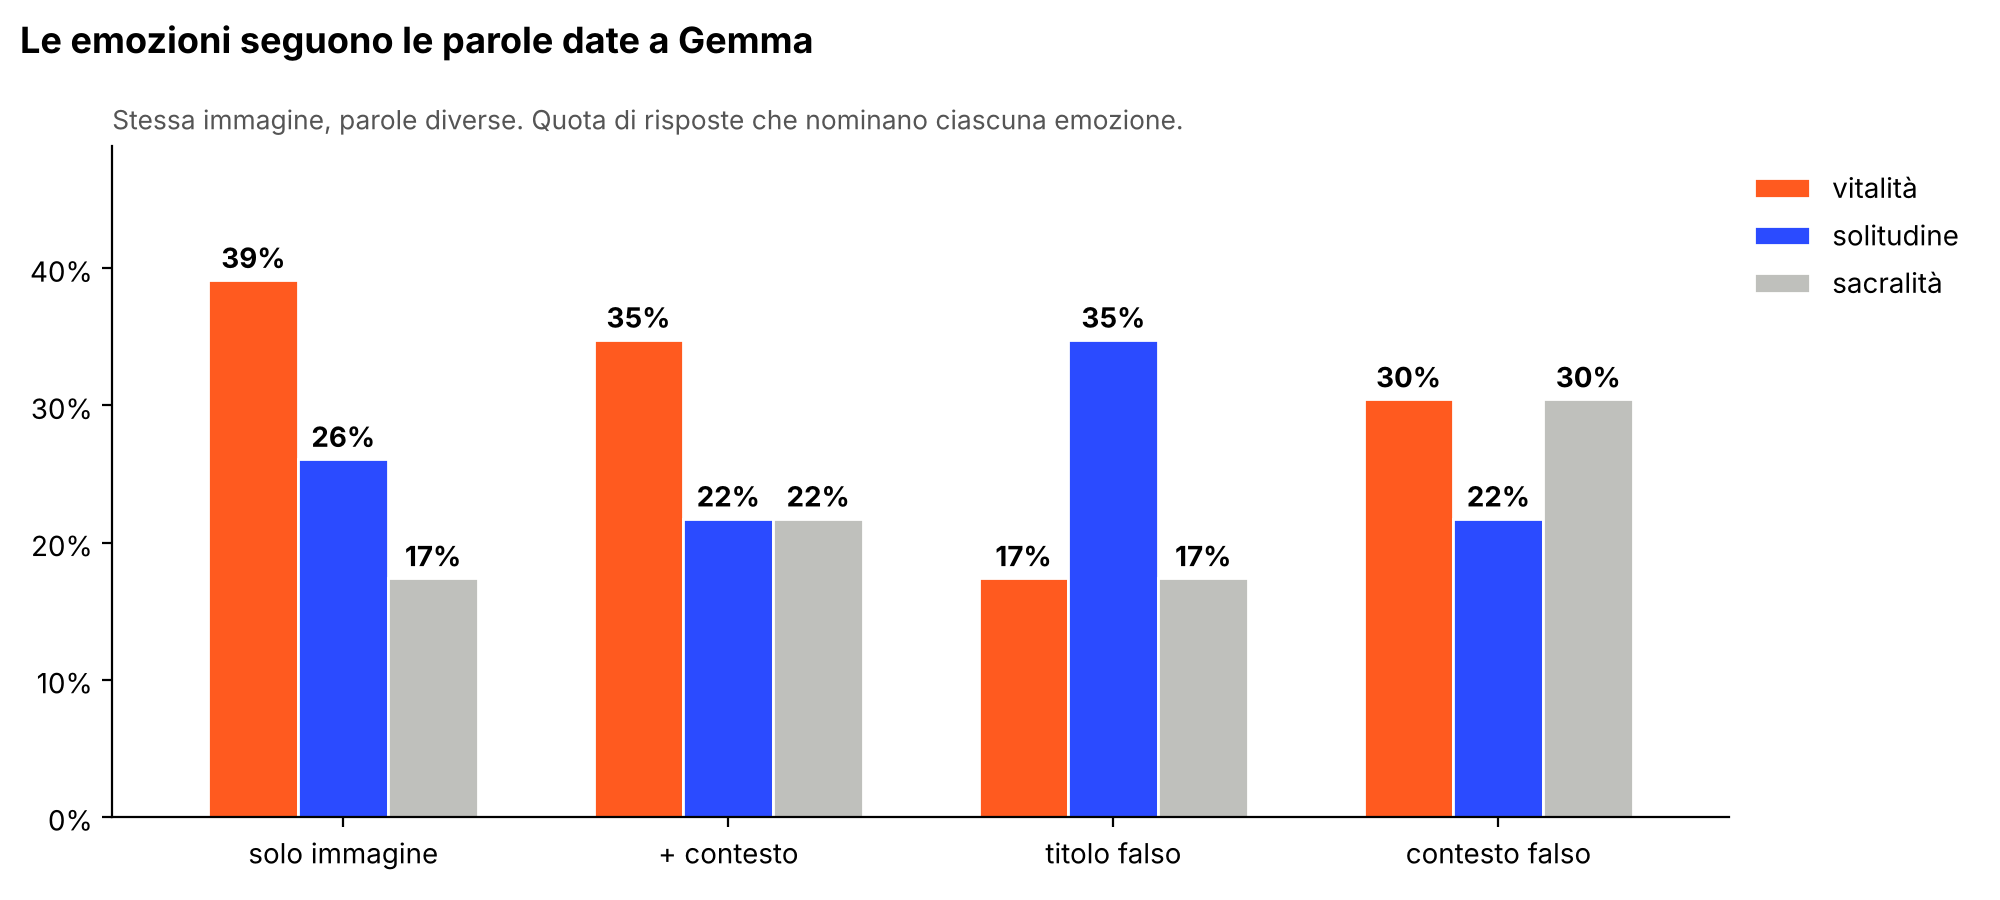 Le emozioni seguono le parole date a Gemma
Stessa immagine, parole diverse. Quota di risposte che nominano ciascuna emozione.
vitalità
solitudine
sacralità
40%
30%
20%
10%
0%
39%
26%
17%
35%
22%
22%
17%
35%
17%
30%
22%
30%
solo immagine
+ contesto
titolo falso
contesto falso